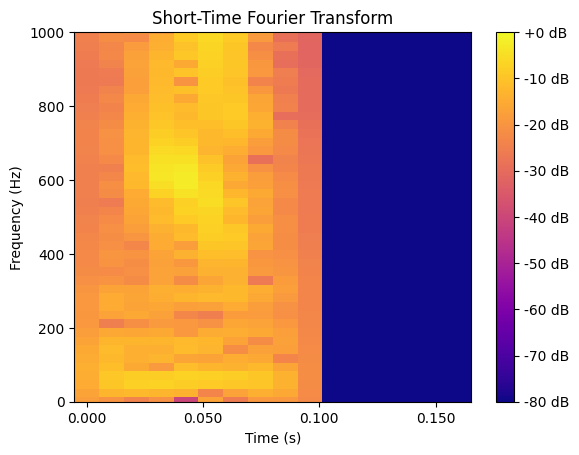 Short-Time Fourier Transform
Frequency (Hz)
1000
800
600
400
200
0
0.000
0.050
0.100
0.150
Time (s)
+0 dB
-10 dB
-20 dB
-30 dB
-40 dB
-50 dB
-60 dB
-70 dB
-80 dB